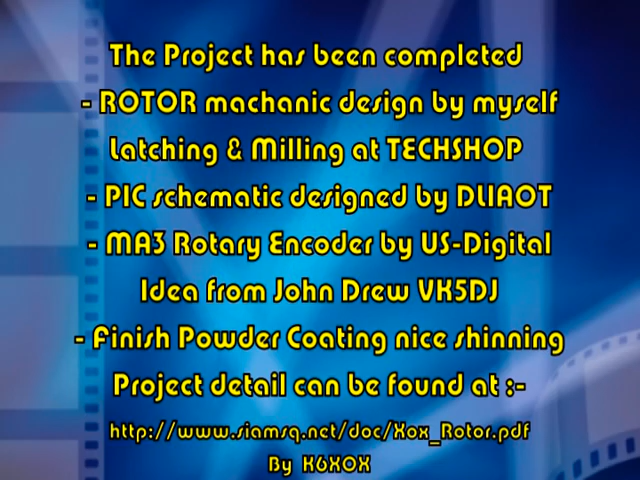 The Project has been completed
- ROTOR machanic design by myself
Latching & Milling at TECHSHOP
- PIC schematic designed by DL1AOT
- MA3 Rotary Encoder by US-Digital
Idea from John Drew VK5DJ
- Finish Powder Coating nice shinning
Project detail can be found at :-
http://www.siamsq.net/doc/Xox_Rotor.pdf
By K6XOX